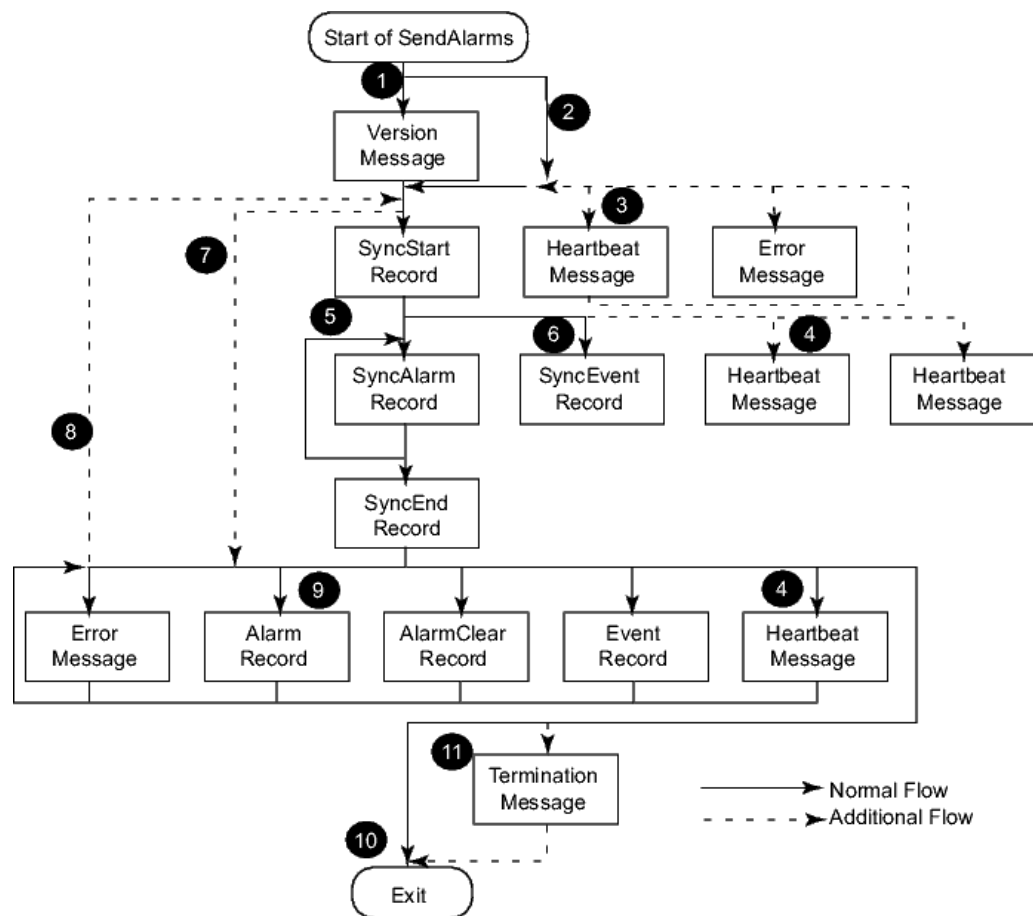 Start of SendAlarms
1
2
Version
Message
3
7
SyncStart
Record
Heartbeat
Message
Error
Message
5
6
4
SyncAlarm
Record
SyncEvent
Record
Heartbeat
Message
Heartbeat
Message
8
SyncEnd
Record
9
4
Error
Message
Alarm
Record
AlarmClear
Record
Event
Record
Heartbeat
Message
11
Termination
Message
Normal Flow
Additional Flow
10
Exit